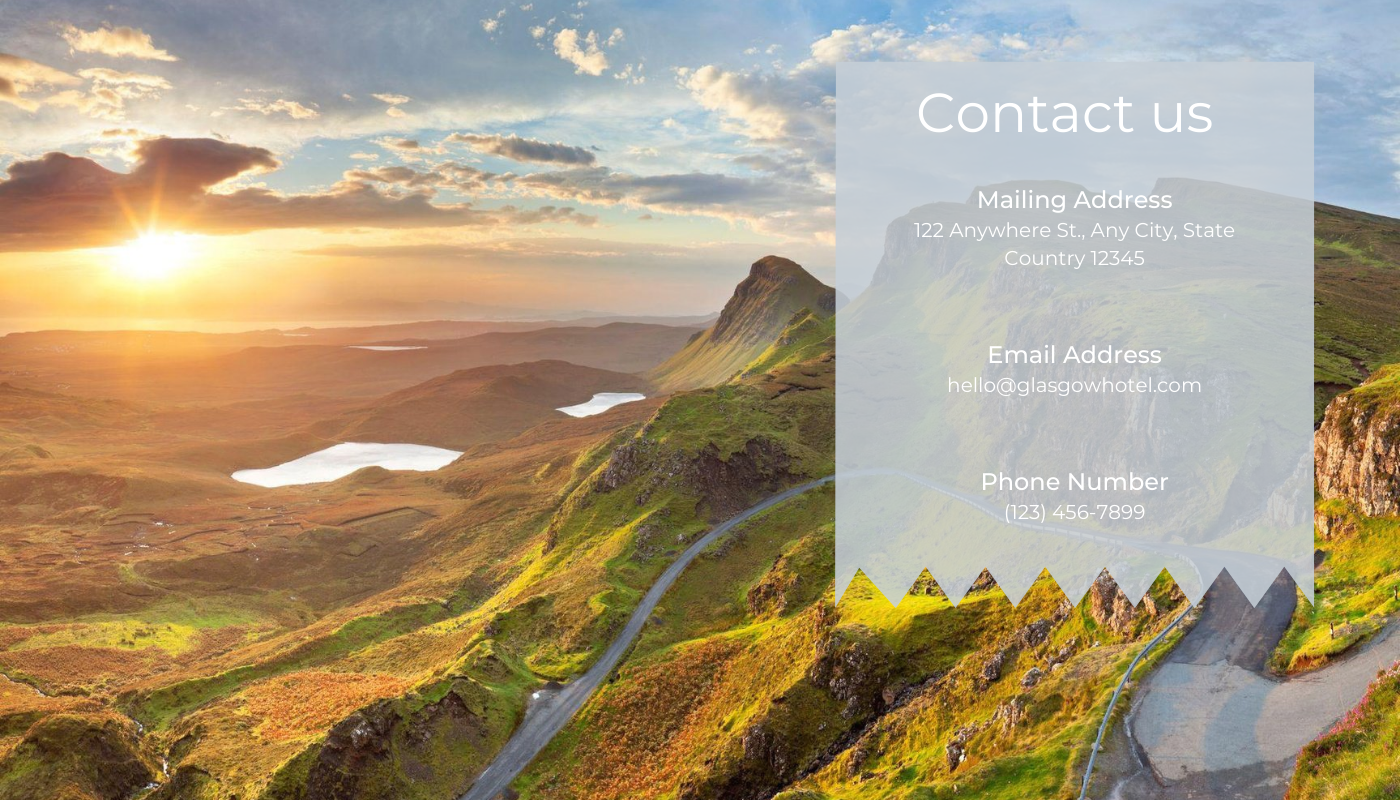 Contact us
Mailing Address
122 Anywhere St., Any City, State
Country 12345
Email Address
hello@glasgowhotel.com
Phone Number
(123) 456-7899